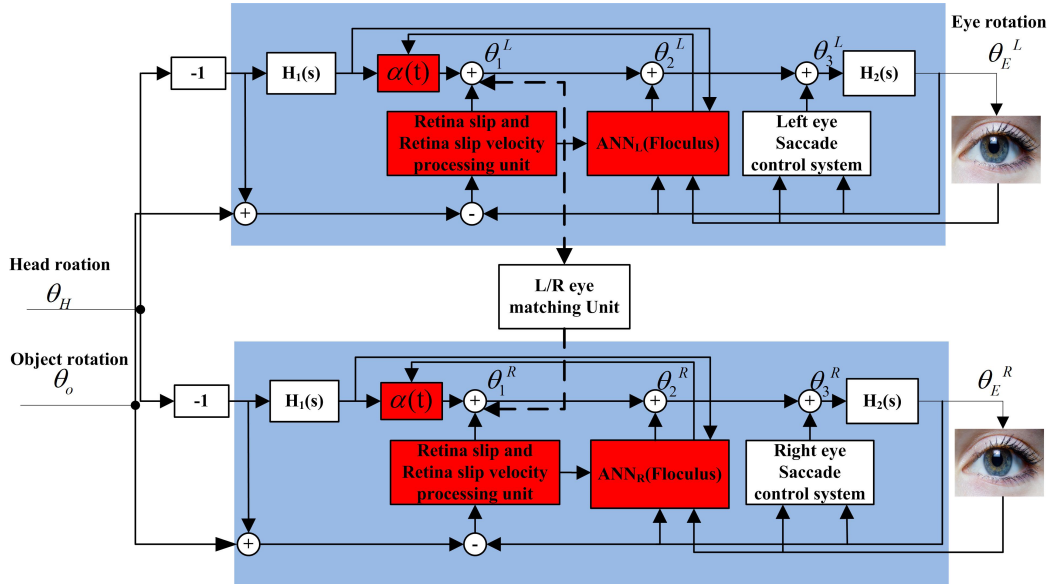 Eye rotation
θ_E^L
-1
H₁(s)
α(t)
+
θ₁^L
+
θ₂^L
+
θ₃^L
H₂(s)
Retina slip and
Retina slip velocity
processing unit
ANN_L(Floculus)
Left eye
Saccade
control system
+
-
Head roation
θ_H
L/R eye
matching Unit
Object rotation
θ_o
-1
H₁(s)
α(t)
+
θ₁^R
+
θ₂^R
+
θ₃^R
H₂(s)
θ_E^R
Retina slip and
Retina slip velocity
processing unit
ANN_R(Floculus)
Right eye
Saccade
control system
+
-